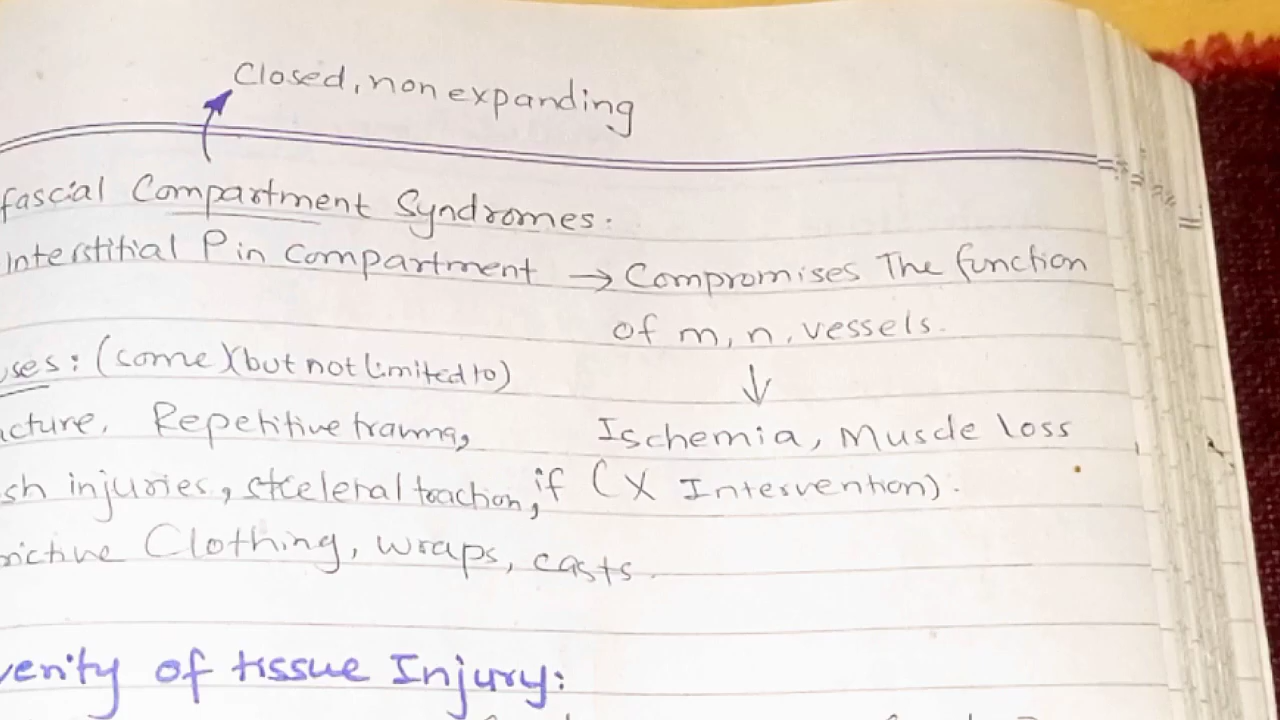 Closed, non expanding
fascial Compartment Syndromes.
interstitial P in compartment → Compromises The function
of m, n, vessels.
ses: (some)(but not limited to)
↓
cture, Repetitive trauma, Ischemia, Muscle loss
sh injuries, skeletal traction, if (X Intervention).
rictive Clothing, wraps, casts.
verity of tissue Injury: